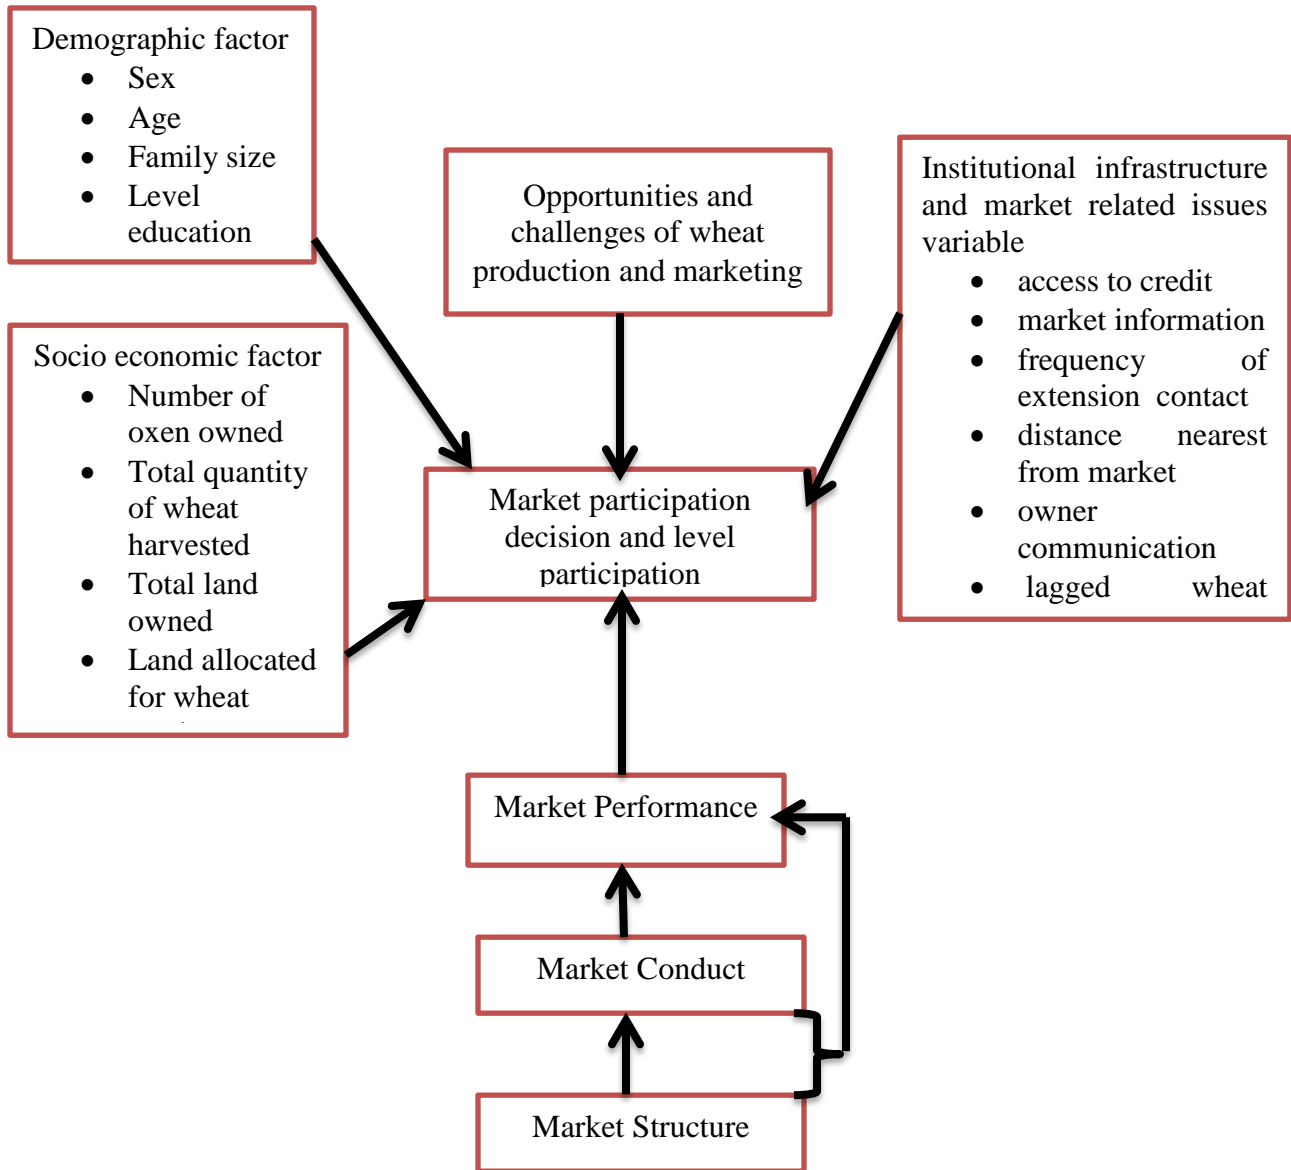 Demographic factor
• Sex
• Age
• Family size
• Level
education
Socio economic factor
• Number of
oxen owned
• Total quantity
of wheat
harvested
• Total land
owned
• Land allocated
for wheat
Opportunities and
challenges of wheat
production and marketing
Market participation
decision and level
participation
Institutional infrastructure
and market related issues
variable
• access to credit
• market information
• frequency of
extension contact
• distance nearest
from market
• owner
communication
• lagged wheat
Market Performance
Market Conduct
Market Structure